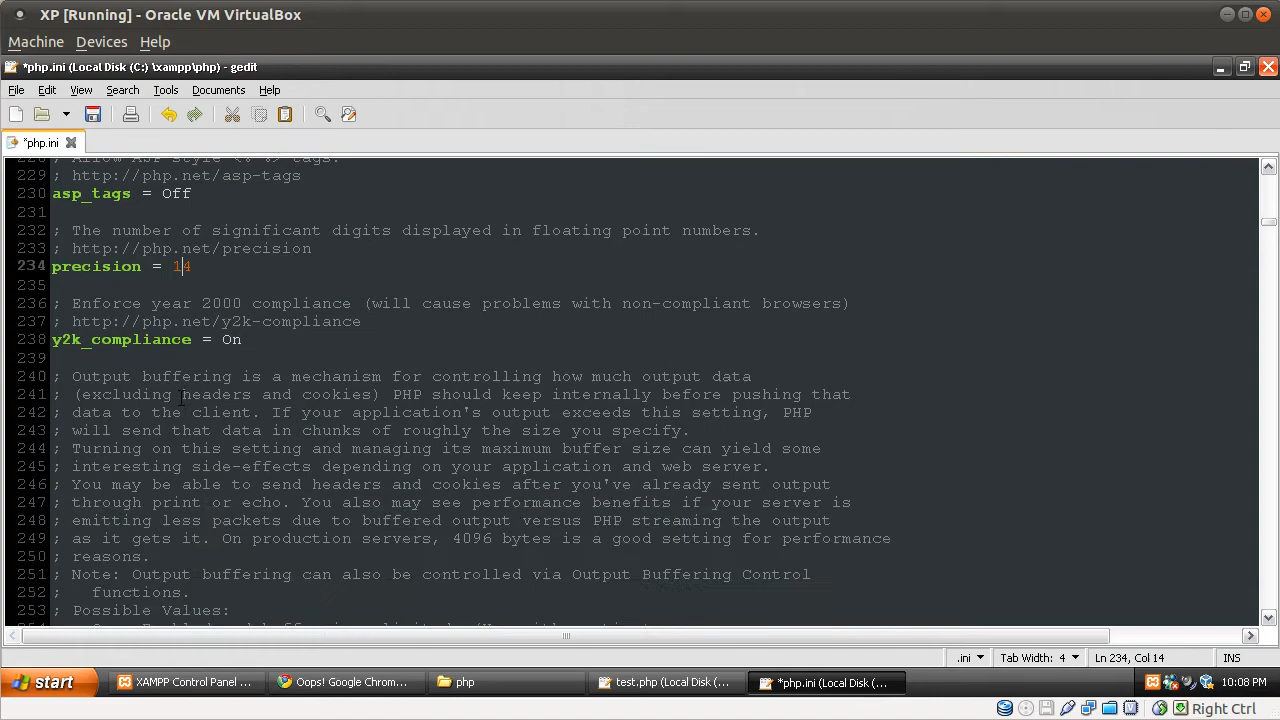 XP [Running] - Oracle VM VirtualBox
Machine Devices Help
*php.ini (Local Disk (C:) \xampp\php) - gedit
File Edit View Search Tools Documents Help
*php.ini
229 ; http://php.net/asp-tags
230 asp_tags = Off
231
232 ; The number of significant digits displayed in floating point numbers.
233 ; http://php.net/precision
234 precision = 14
235
236 ; Enforce year 2000 compliance (will cause problems with non-compliant browsers)
237 ; http://php.net/y2k-compliance
238 y2k_compliance = On
239
240 ; Output buffering is a mechanism for controlling how much output data
241 ; (excluding headers and cookies) PHP should keep internally before pushing that
242 ; data to the client. If your application's output exceeds this setting, PHP
243 ; will send that data in chunks of roughly the size you specify.
244 ; Turning on this setting and managing its maximum buffer size can yield some
245 ; interesting side-effects depending on your application and web server.
246 ; You may be able to send headers and cookies after you've already sent output
247 ; through print or echo. You also may see performance benefits if your server is
248 ; emitting less packets due to buffered output versus PHP streaming the output
249 ; as it gets it. On production servers, 4096 bytes is a good setting for performance
250 ; reasons.
251 ; Note: Output buffering can also be controlled via Output Buffering Control
252 ; functions.
253 ; Possible Values:
.ini Tab Width: 4 Ln 234, Col 14 INS
start XAMPP Control Panel ... Oops! Google Chrom... php test.php (Local Disk (... *php.ini (Local Disk (... 10:08 PM
Right Ctrl